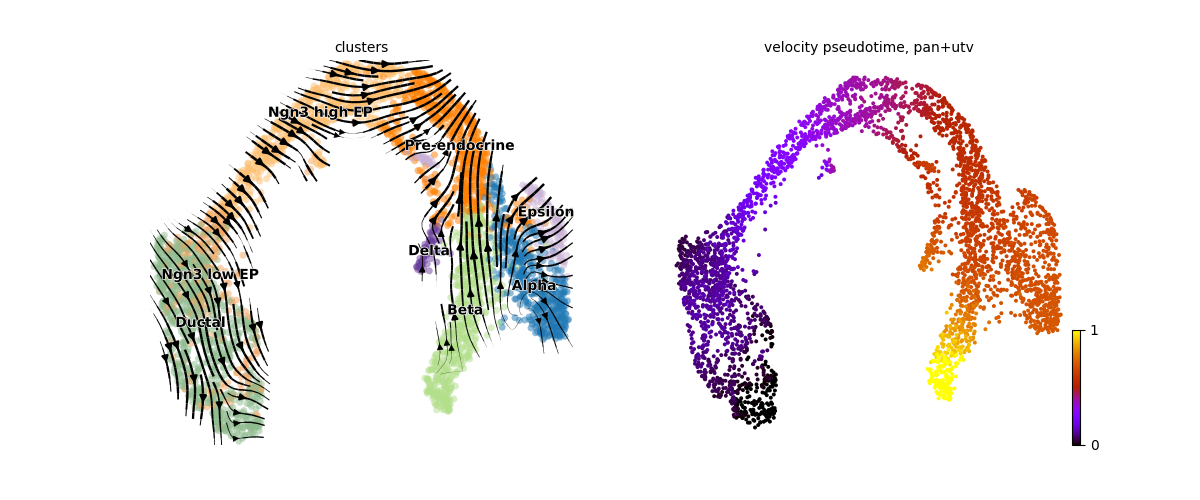 clusters
velocity pseudotime, pan+utv
Ngn3 high EP
Pre-endocrine
Epsilon
Delta
Ngn3 low EP
Alpha
Beta
Ductal
1
0